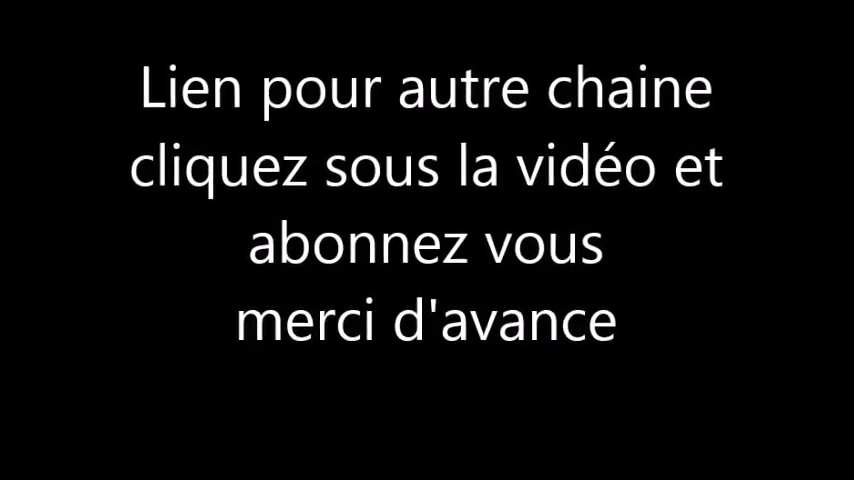 Lien pour autre chaine
cliquez sous la vidéo et
abonnez vous
merci d'avance